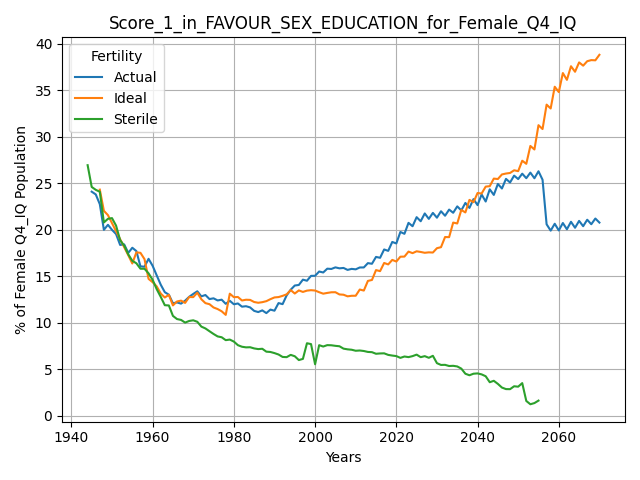 Score_1_in_FAVOUR_SEX_EDUCATION_for_Female_Q4_IQ
Fertility
Actual
Ideal
Sterile
% of Female Q4_IQ Population
40
35
30
25
20
15
10
5
0
1940 1960 1980 2000 2020 2040 2060
Years